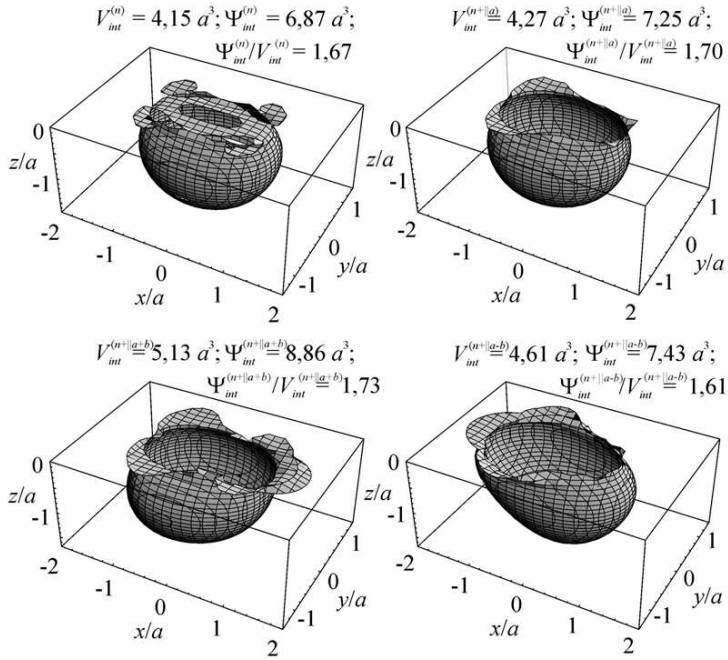 V_int^(n) = 4,15 a³; Ψ_int^(n) = 6,87 a³;
Ψ_int^(n)/V_int^(n) = 1,67
0
z/a
-1
-2
-1
0
x/a
1
2
-1
0
y/a
1
V_int^(n+||a) = 4,27 a³; Ψ_int^(n+||a) = 7,25 a³;
Ψ_int^(n+||a)/V_int^(n+||a) = 1,70
0
z/a
-1
-2
-1
0
x/a
1
2
-1
0
y/a
1
V_int^(n+||a+b) = 5,13 a³; Ψ_int^(n+||a+b) = 8,86 a³;
Ψ_int^(n+||a+b)/V_int^(n+||a+b) = 1,73
0
z/a
-1
-2
-1
0
x/a
1
2
-1
0
y/a
1
V_int^(n+||a-b) = 4,61 a³; Ψ_int^(n+||a-b) = 7,43 a³;
Ψ_int^(n+||a-b)/V_int^(n+||a-b) = 1,61
0
z/a
-1
-2
-1
0
x/a
1
2
-1
0
y/a
1